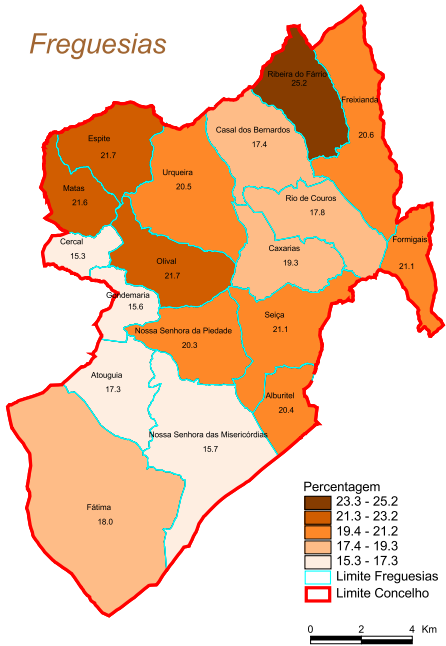 Freguesias
Ribeira do Fárrio
25.2
Freixianda
20.6
Casal dos Bernardos
17.4
Espite
21.7
Urqueira
20.5
Matas
21.6
Rio de Couros
17.8
Cercal
15.3
Olival
21.7
Caxarias
19.3
Formigais
21.1
Gondemaria
15.6
Seiça
21.1
Nossa Senhora da Piedade
20.3
Atouguia
17.3
Alburitel
20.4
Nossa Senhora das Misericórdias
15.7
Fátima
18.0
Percentagem
23.3 - 25.2
21.3 - 23.2
19.4 - 21.2
17.4 - 19.3
15.3 - 17.3
Limite Freguesias
Limite Concelho
0 2 4 Km